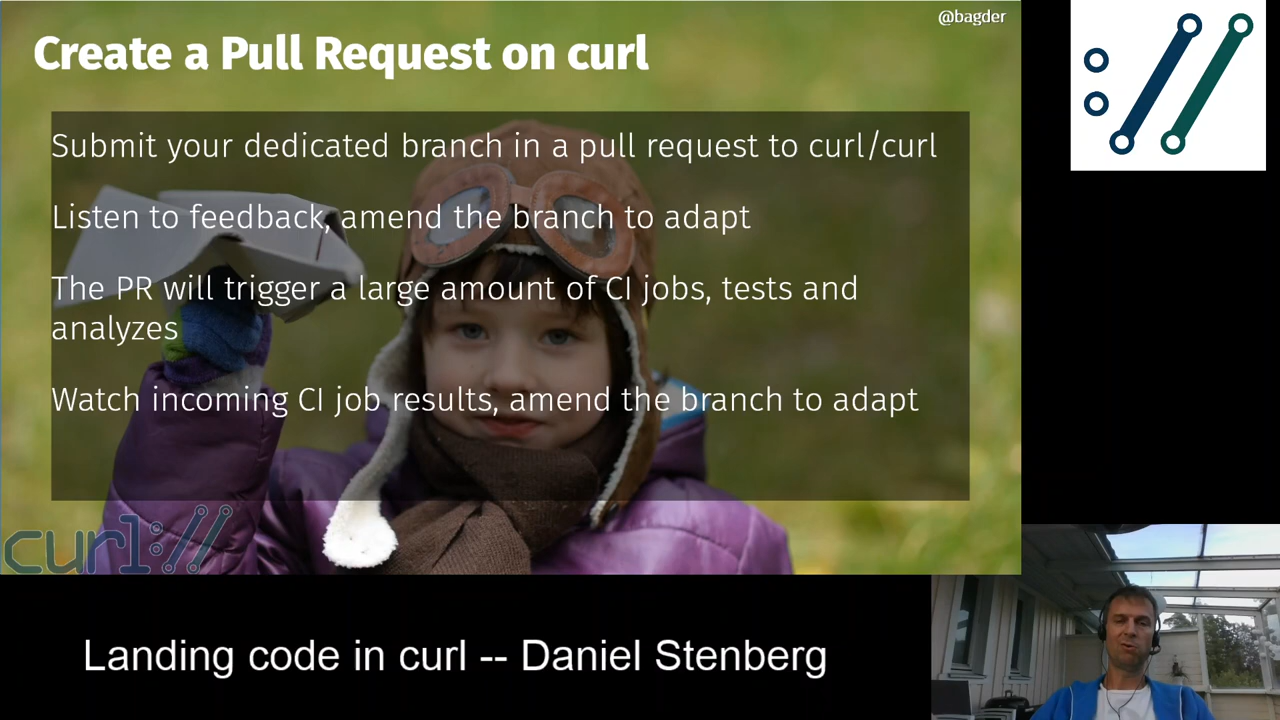 @bagder
Create a Pull Request on curl
Submit your dedicated branch in a pull request to curl/curl
Listen to feedback, amend the branch to adapt
The PR will trigger a large amount of CI jobs, tests and
analyzes
Watch incoming CI job results, amend the branch to adapt
curl://
Landing code in curl -- Daniel Stenberg